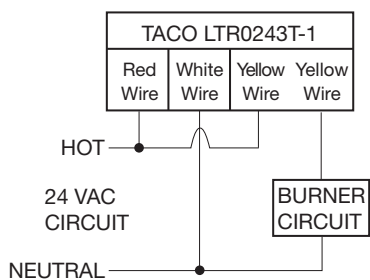 TACO LTR0243T-1
Red Wire
White Wire
Yellow Wire
Yellow Wire
HOT
24 VAC
CIRCUIT
BURNER
CIRCUIT
NEUTRAL